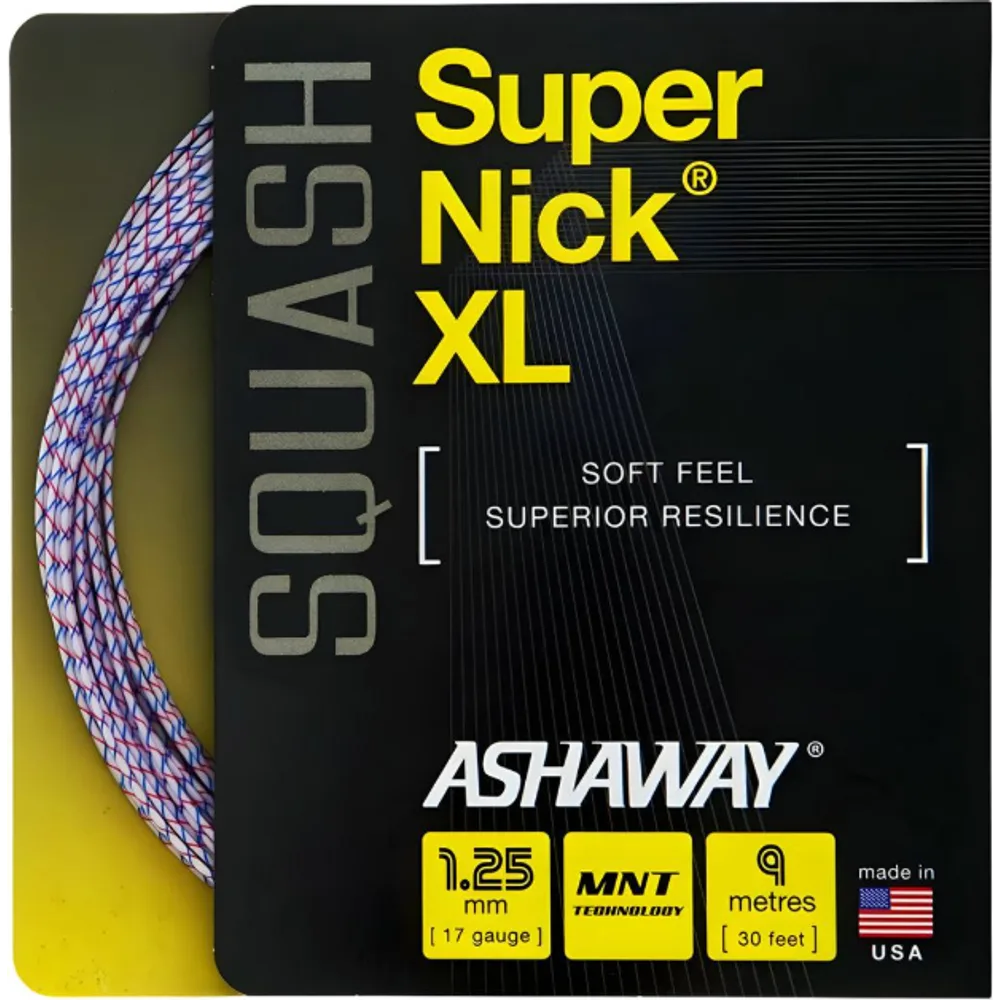 SQUASH
Super
Nick®
XL
SOFT FEEL
SUPERIOR RESILIENCE
ASHAWAY®
1.25
mm
[ 17 gauge ]
MNT
TECHNOLOGY
9
metres
[ 30 feet ]
made in
USA